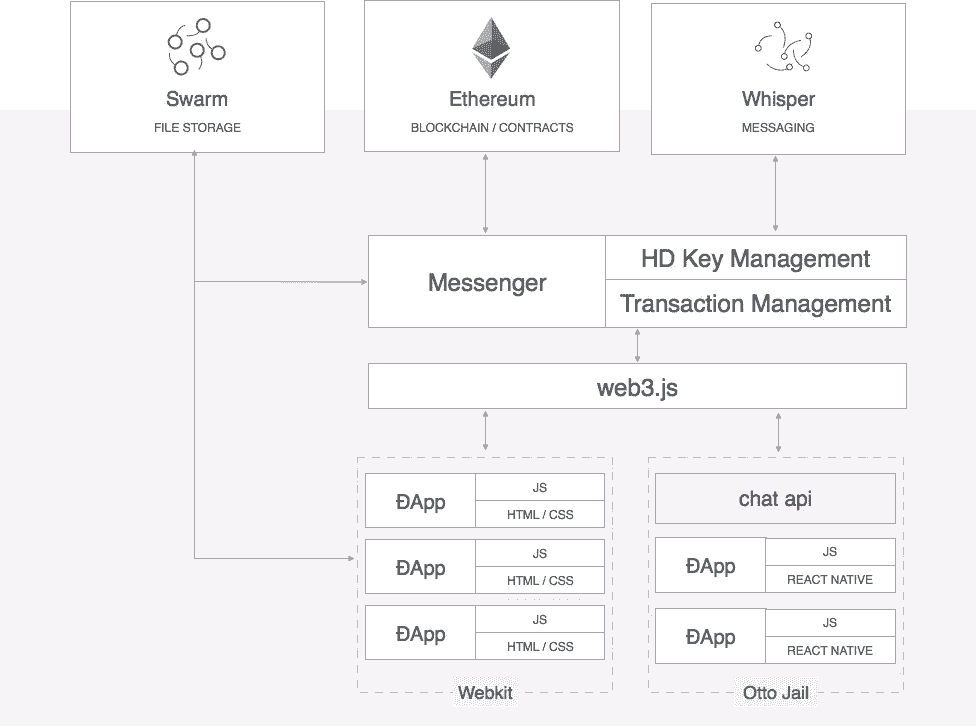 Swarm
FILE STORAGE
Ethereum
BLOCKCHAIN / CONTRACTS
Whisper
MESSAGING
Messenger
HD Key Management
Transaction Management
web3.js
ĐApp
JS
HTML / CSS
ĐApp
JS
HTML / CSS
ĐApp
JS
HTML / CSS
Webkit
chat api
ĐApp
JS
REACT NATIVE
ĐApp
JS
REACT NATIVE
Otto Jail